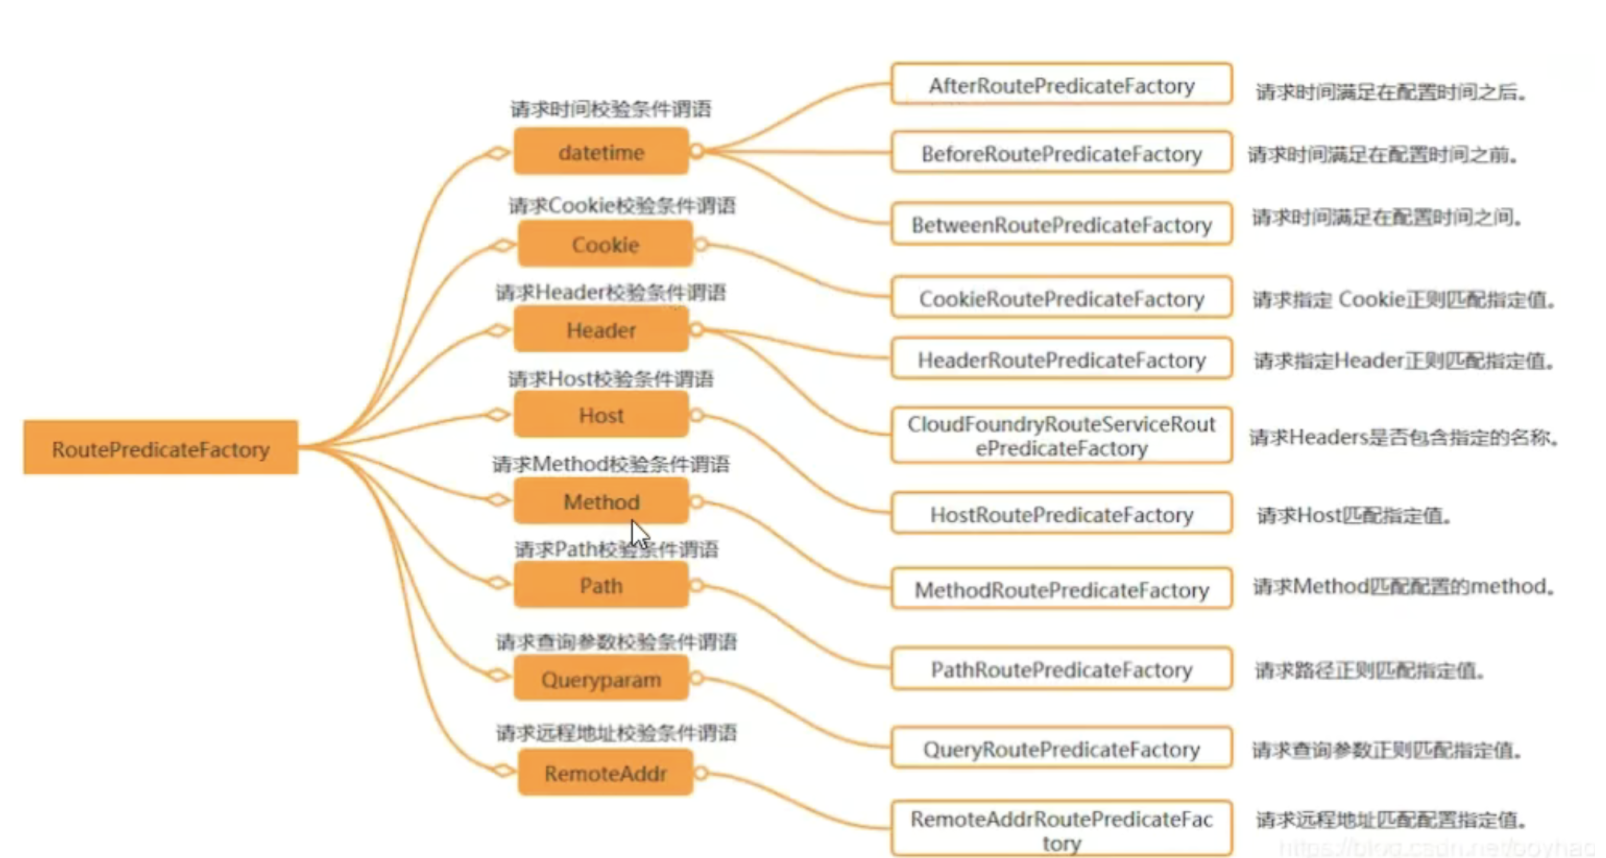 RoutePredicateFactory
请求时间校验条件谓语
datetime
AfterRoutePredicateFactory
请求时间满足在配置时间之后。
BeforeRoutePredicateFactory
请求时间满足在配置时间之前。
BetweenRoutePredicateFactory
请求时间满足在配置时间之间。
请求Cookie校验条件谓语
Cookie
CookieRoutePredicateFactory
请求指定 Cookie正则匹配指定值。
请求Header校验条件谓语
Header
HeaderRoutePredicateFactory
请求指定Header正则匹配指定值。
CloudFoundryRouteServiceRout
ePredicateFactory
请求Headers是否包含指定的名称。
请求Host校验条件谓语
Host
HostRoutePredicateFactory
请求Host匹配指定值。
请求Method校验条件谓语
Method
MethodRoutePredicateFactory
请求Method匹配配置的method。
请求Path校验条件谓语
Path
PathRoutePredicateFactory
请求路径正则匹配指定值。
请求查询参数校验条件谓语
Queryparam
QueryRoutePredicateFactory
请求查询参数正则匹配指定值。
请求远程地址校验条件谓语
RemoteAddr
RemoteAddrRoutePredicateFac
tory
请求远程地址匹配配置指定值。
https://blog.csdn.net/boyhao